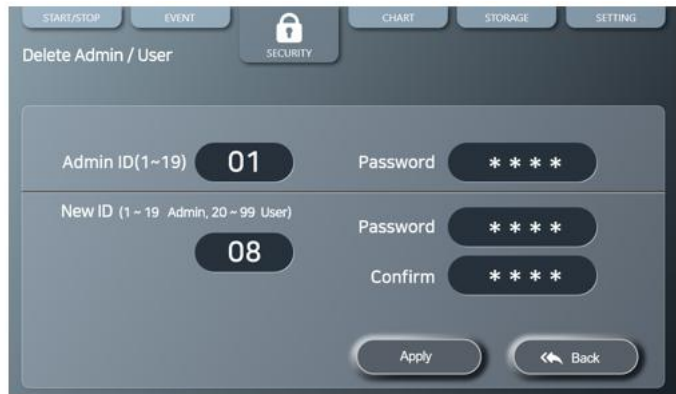 START/STOP EVENT CHART STORAGE SETTING
SECURITY
Delete Admin / User
Admin ID(1~19) 01 Password ****
New ID (1 ~ 19 Admin, 20 ~ 99 User)
08
Password ****
Confirm ****
Apply Back